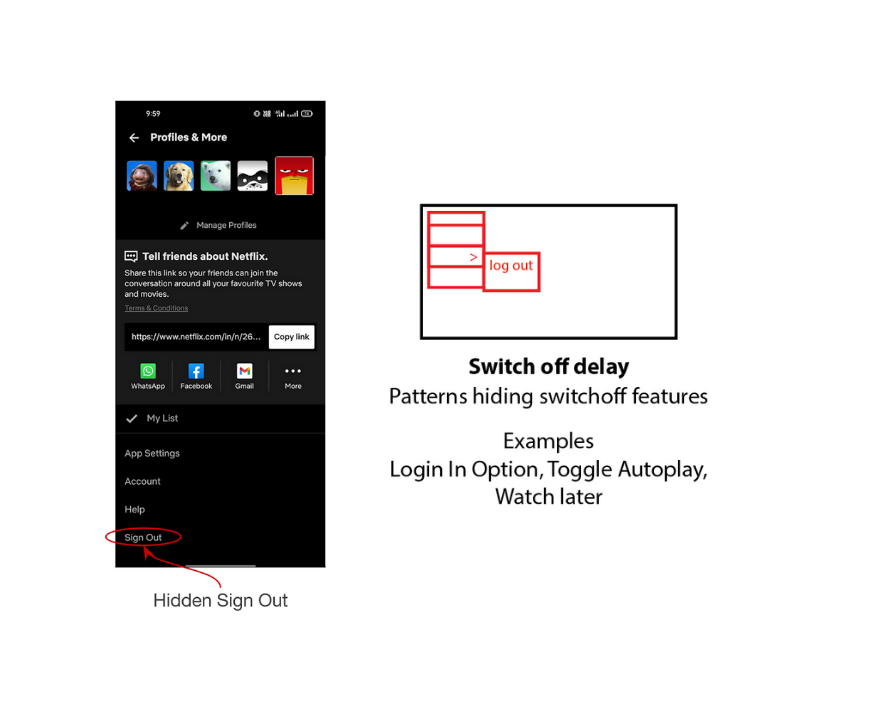 9:59
Profiles & More
Manage Profiles
Tell friends about Netflix.
Share this link so your friends can join the
conversation around all your favourite TV shows
and movies.
Terms & Conditions
https://www.netflix.com/in/n/26... Copy link
WhatsApp Facebook Gmail More
My List
App Settings
Account
Help
Sign Out
Hidden Sign Out
>
log out
Switch off delay
Patterns hiding switchoff features
Examples
Login In Option, Toggle Autoplay,
Watch later